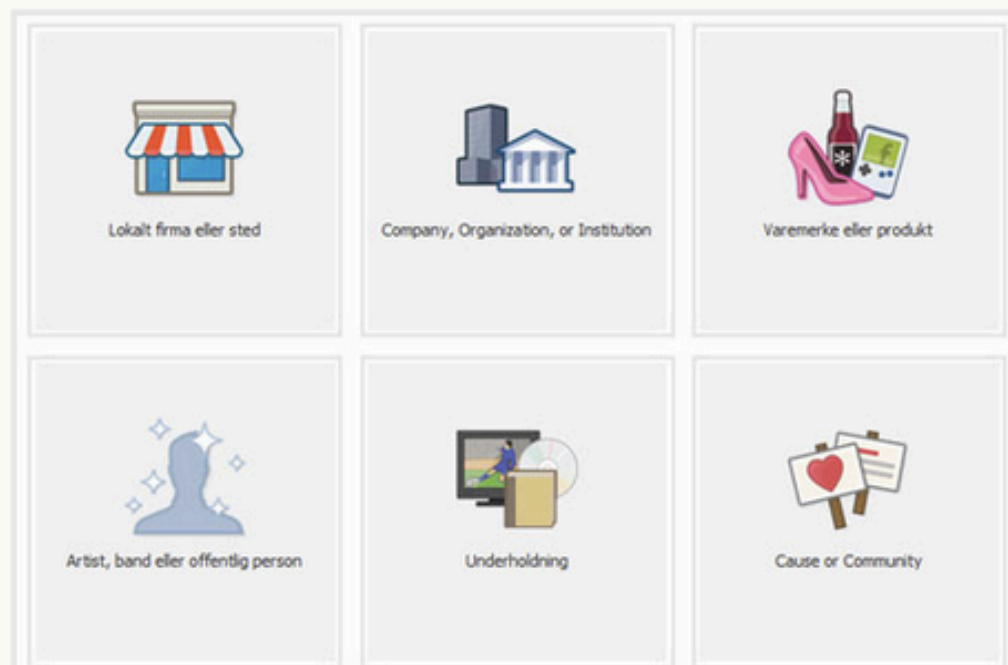 Lokalt firma eller sted
Company, Organization, or Institution
Varemerke eller produkt
Artist, band eller offentlig person
Underholdning
Cause or Community